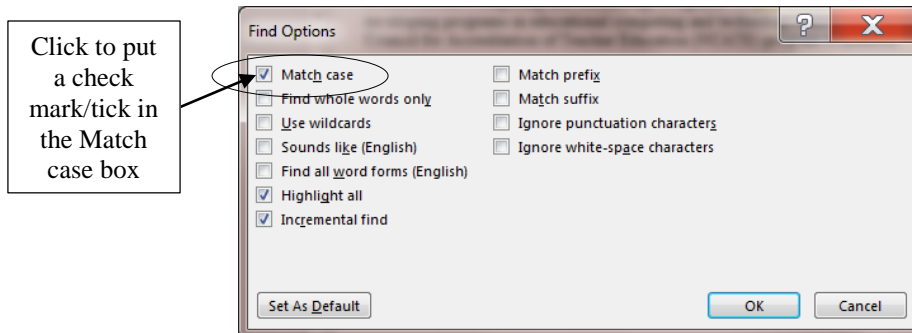 Click to put
a check
mark/tick in
the Match
case box
Find Options
?
X
Match case
Find whole words only
Use wildcards
Sounds like (English)
Find all word forms (English)
Highlight all
Incremental find
Match prefix
Match suffix
Ignore punctuation characters
Ignore white-space characters
Set As Default
OK
Cancel